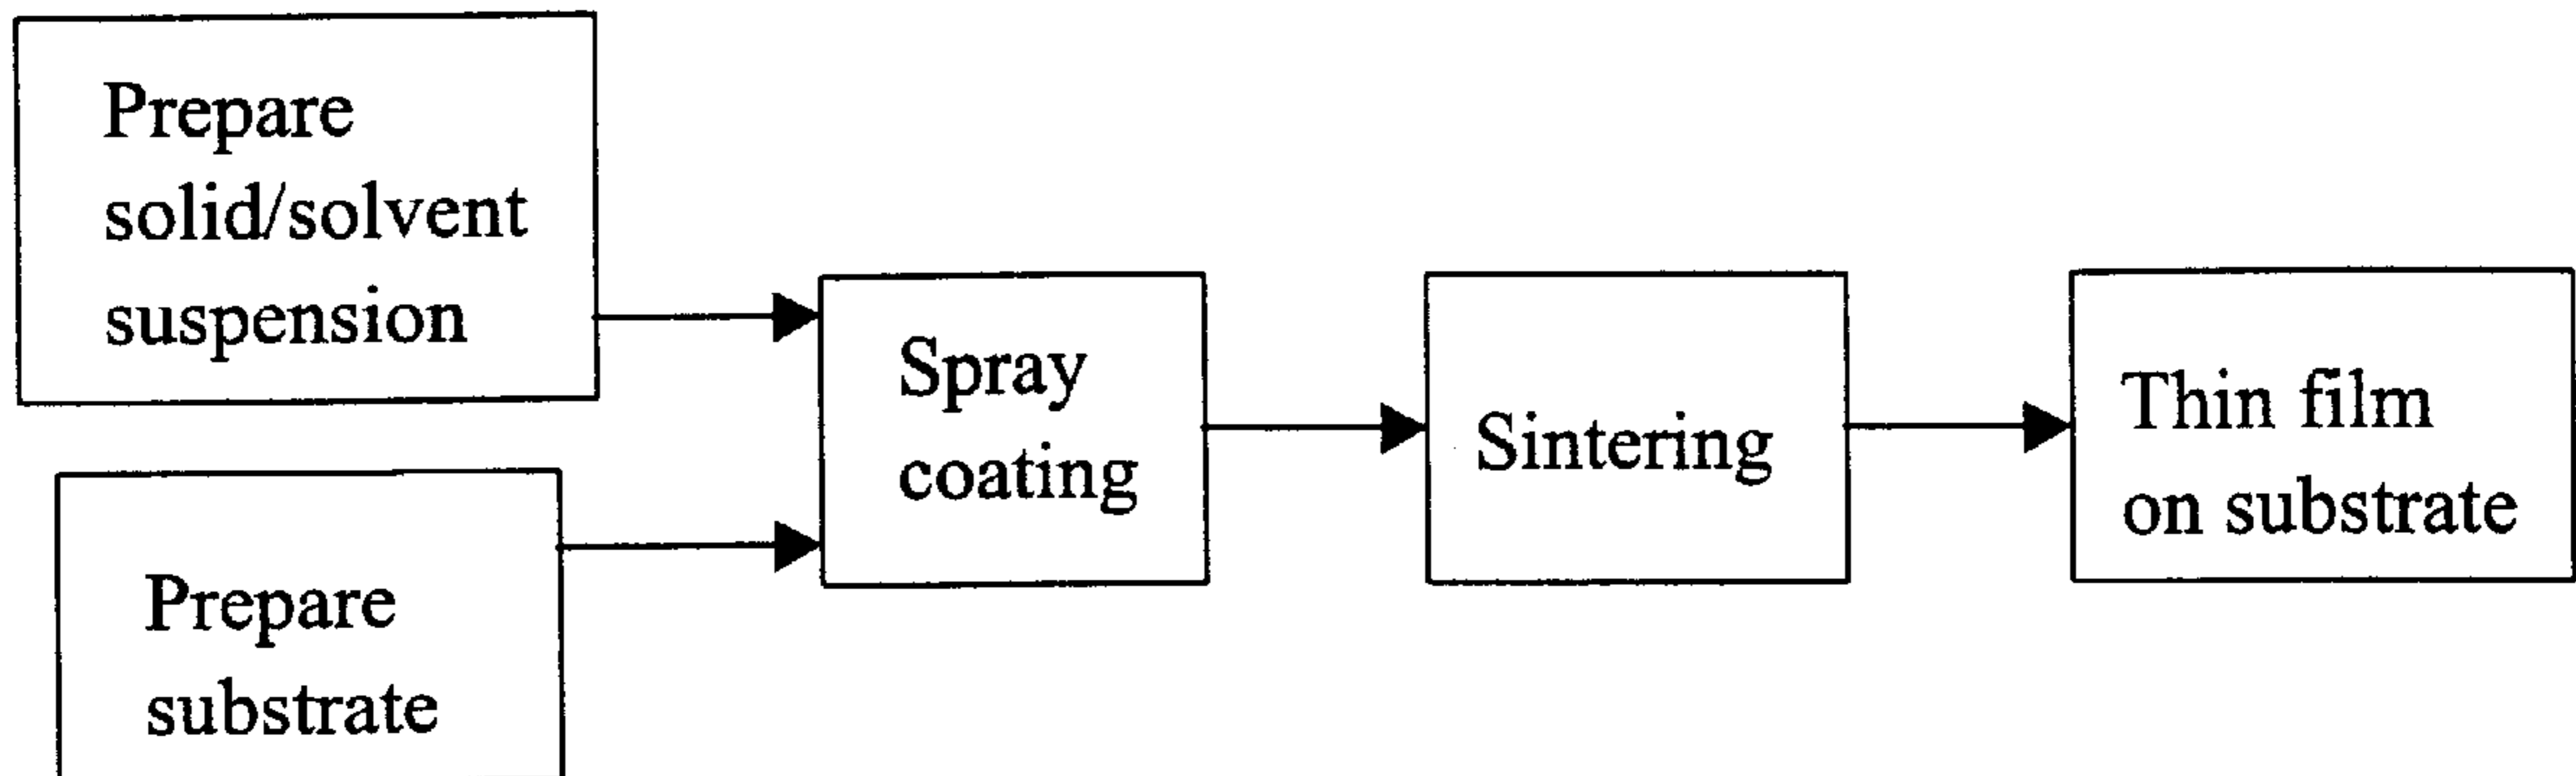 Prepare
solid/solvent
suspension
Prepare
substrate
Spray
coating
Sintering
Thin film
on substrate